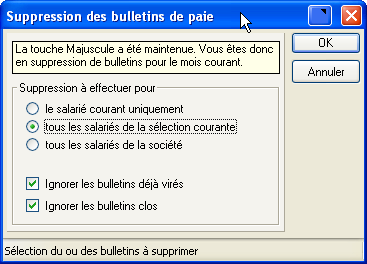 Suppression des bulletins de paie
La touche Majuscule a été maintenue. Vous êtes donc
en suppression de bulletins pour le mois courant.
OK
Annuler
Suppression à effectuer pour
le salarié courant uniquement
tous les salariés de la sélection courante
tous les salariés de la société
Ignorer les bulletins déjà virés
Ignorer les bulletins clos
Sélection du ou des bulletins à supprimer